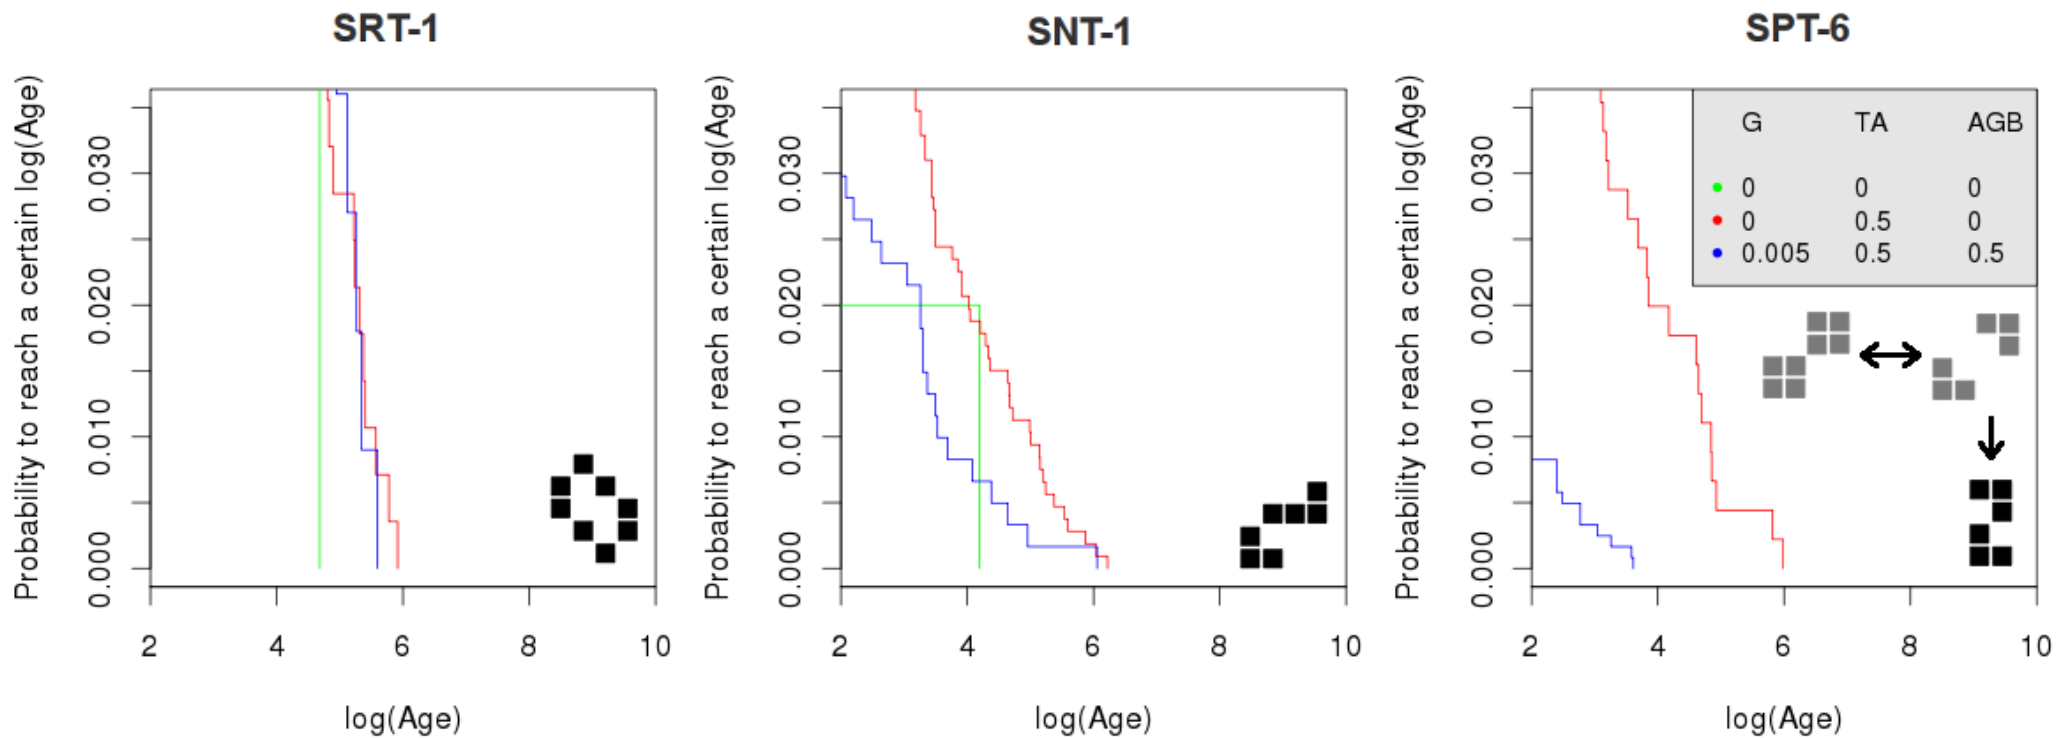 SRT-1
Probability to reach a certain log(Age)
0.030
0.020
0.010
0.000
2 4 6 8 10
log(Age)
SNT-1
Probability to reach a certain log(Age)
0.030
0.020
0.010
0.000
2 4 6 8 10
log(Age)
SPT-6
Probability to reach a certain log(Age)
0.030
0.020
0.010
0.000
G TA AGB
0 0 0
0 0.5 0
0.005 0.5 0.5
2 4 6 8 10
log(Age)